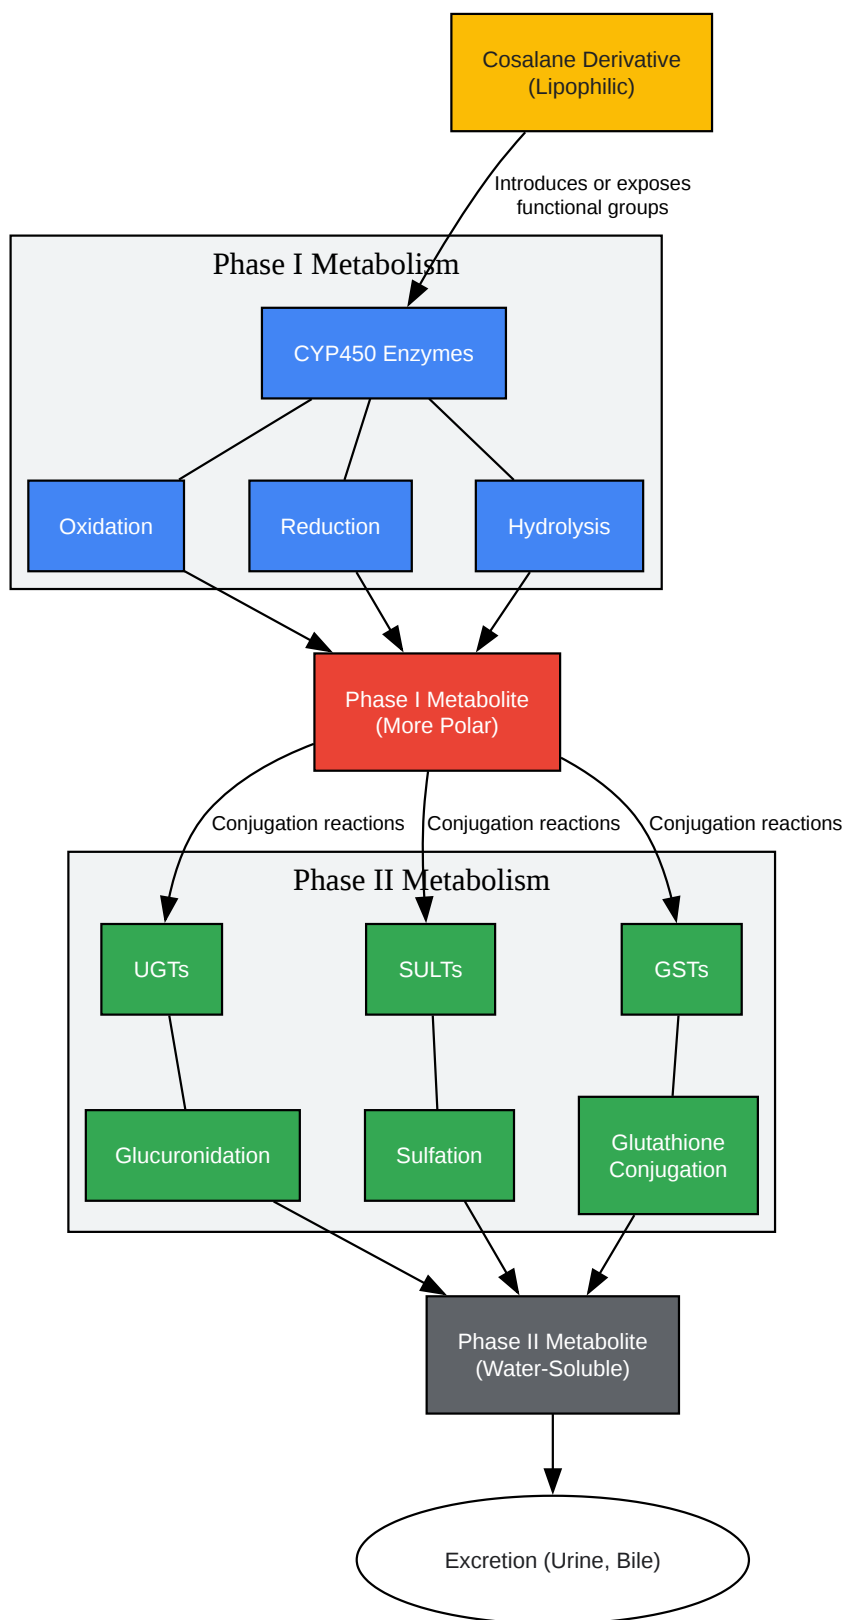 Cosalane Derivative
(Lipophilic)
Introduces or exposes
functional groups
Phase I Metabolism
CYP450 Enzymes
Oxidation
Reduction
Hydrolysis
Phase I Metabolite
(More Polar)
Conjugation reactions
Conjugation reactions
Conjugation reactions
Phase II Metabolism
UGTs
SULTs
GSTs
Glucuronidation
Sulfation
Glutathione
Conjugation
Phase II Metabolite
(Water-Soluble)
Excretion (Urine, Bile)